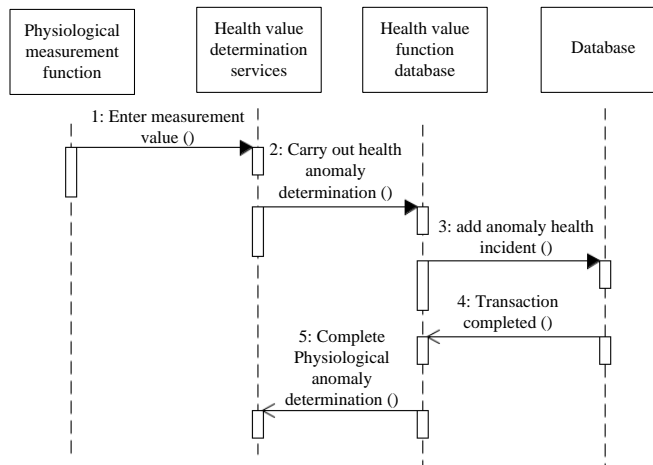 Physiological
measurement
function
Health value
determination
services
Health value
function
database
Database
1: Enter measurement
value ()
2: Carry out health
anomaly
determination ()
3: add anomaly health
incident ()
4: Transaction
completed ()
5: Complete
Physiological
anomaly
determination ()